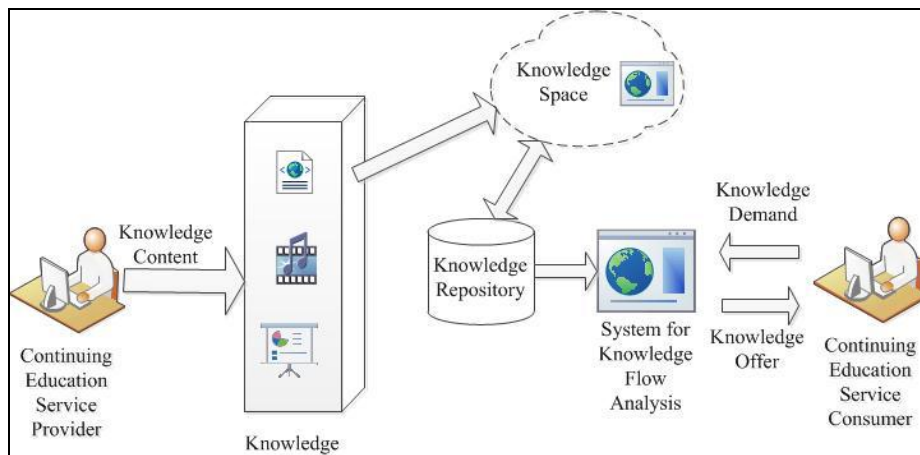 Knowledge
Space
Knowledge
Content
Knowledge
Demand
Knowledge
Repository
Continuing
Education
Service
Provider
Knowledge
System for
Knowledge
Flow
Analysis
Knowledge
Offer
Continuing
Education
Service
Consumer